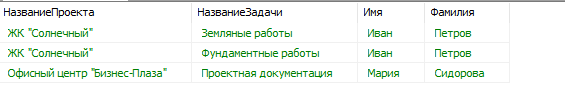 НазваниеПроекта НазваниеЗадачи Имя Фамилия
ЖК "Солнечный" Земляные работы Иван Петров
ЖК "Солнечный" Фундаментные работы Иван Петров
Офисный центр "Бизнес-Плаза" Проектная документация Мария Сидорова